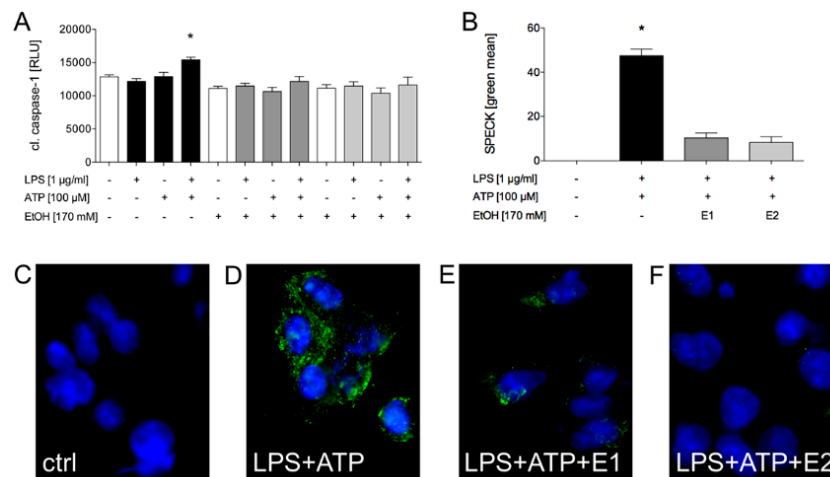 A
cl. caspase-1 [RLU]
20000
15000
10000
5000
0
*
LPS [1 µg/ml] - + - + - + - + - + - +
ATP [100 µM] - - + + - - + + - - + +
EtOH [170 mM] - - - - + + + + + + + +
B
SPECK [green mean]
60
40
20
0
*
LPS [1 µg/ml] - + + +
ATP [100 µM] - + + +
EtOH [170 mM] - - E1 E2
C
ctrl
D
LPS+ATP
E
LPS+ATP+E1
F
LPS+ATP+E2